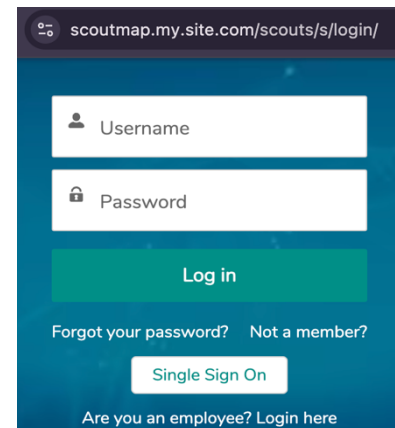 scoutmap.my.site.com/scouts/s/login/
Username
Password
Log in
Forgot your password? Not a member?
Single Sign On
Are you an employee? Login here